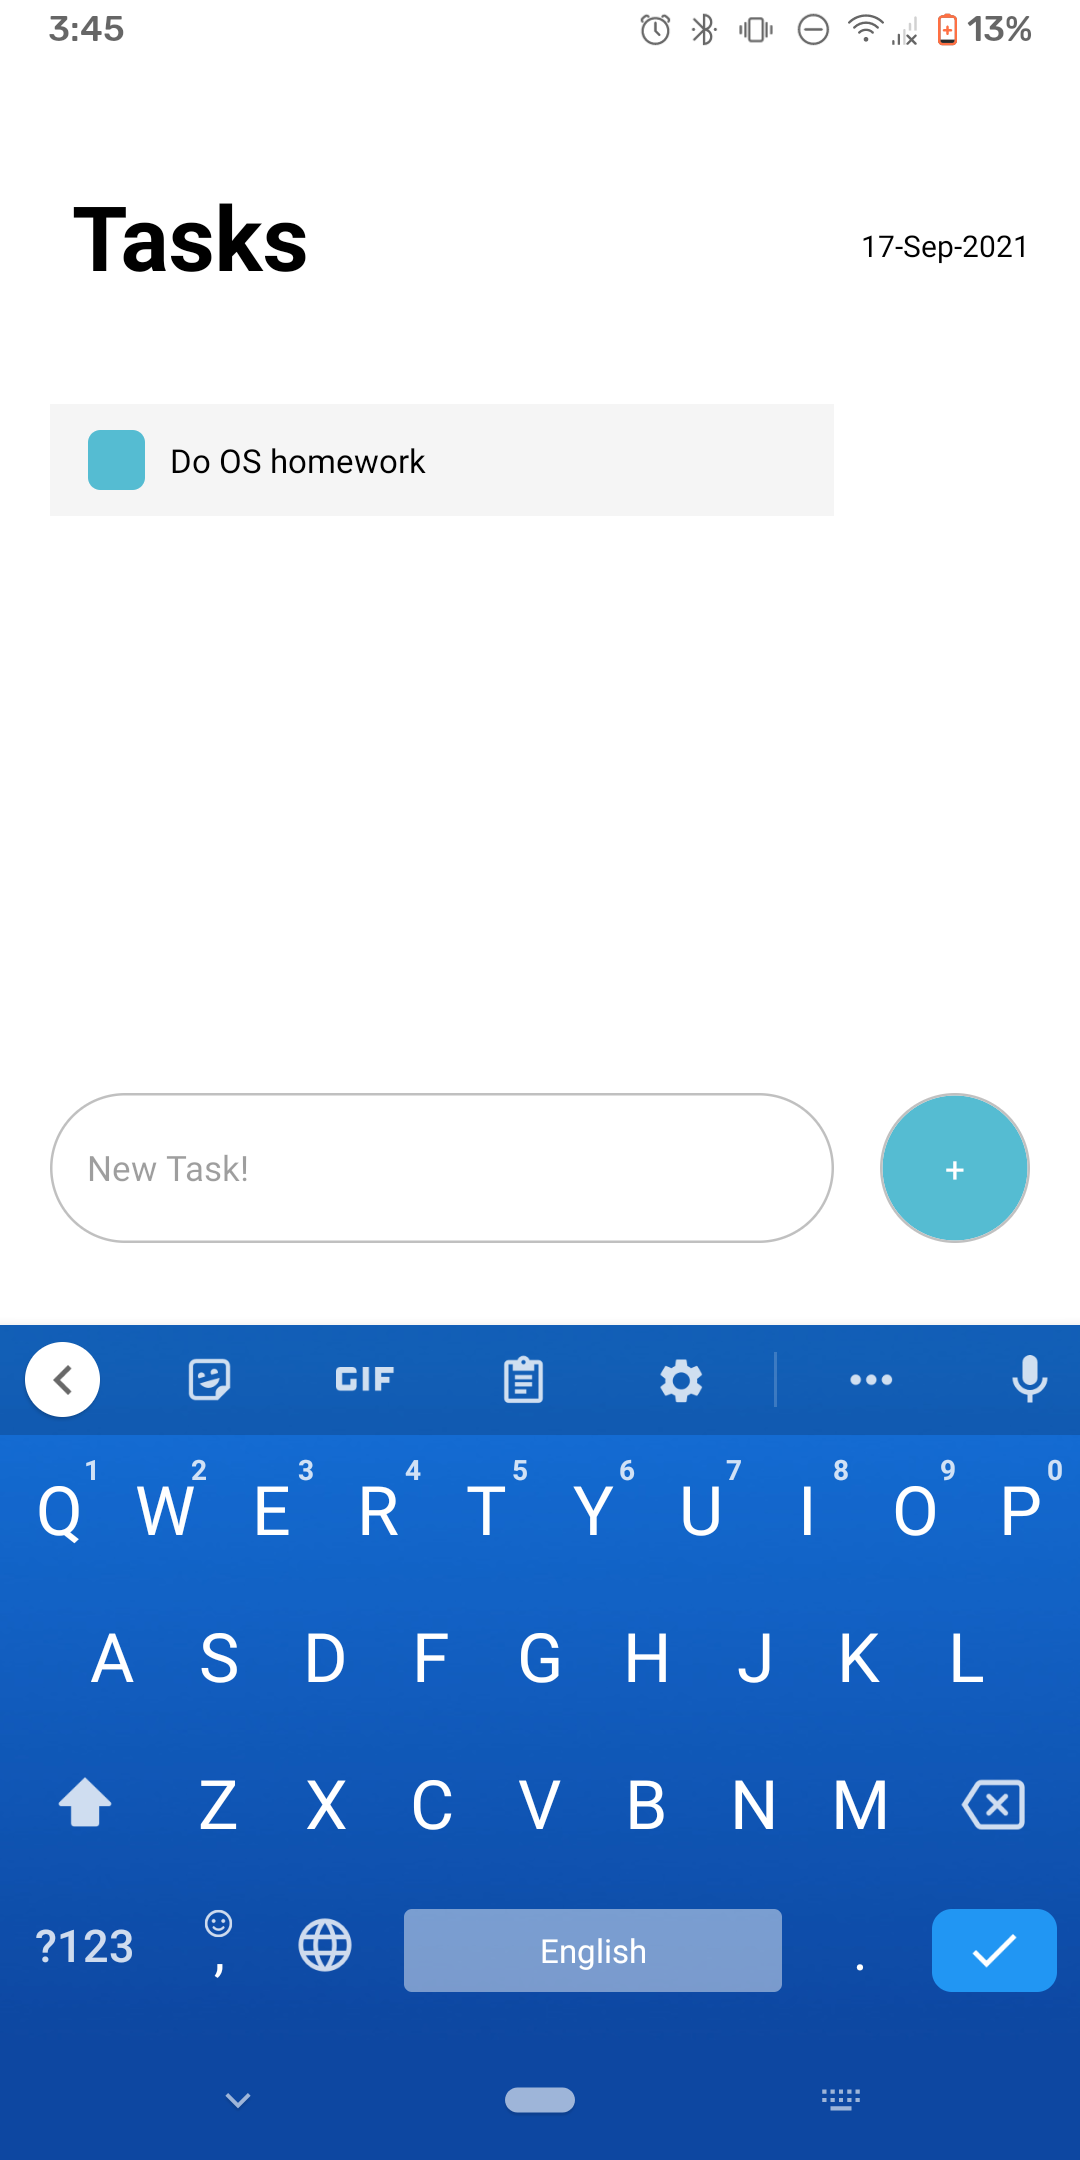 3:45 13%
Tasks
17-Sep-2021
Do OS homework
New Task! +
GIF
1 2 3 4 5 6 7 8 9 0
Q W E R T Y U I O P
A S D F G H J K L
Z X C V B N M
?123 , English .